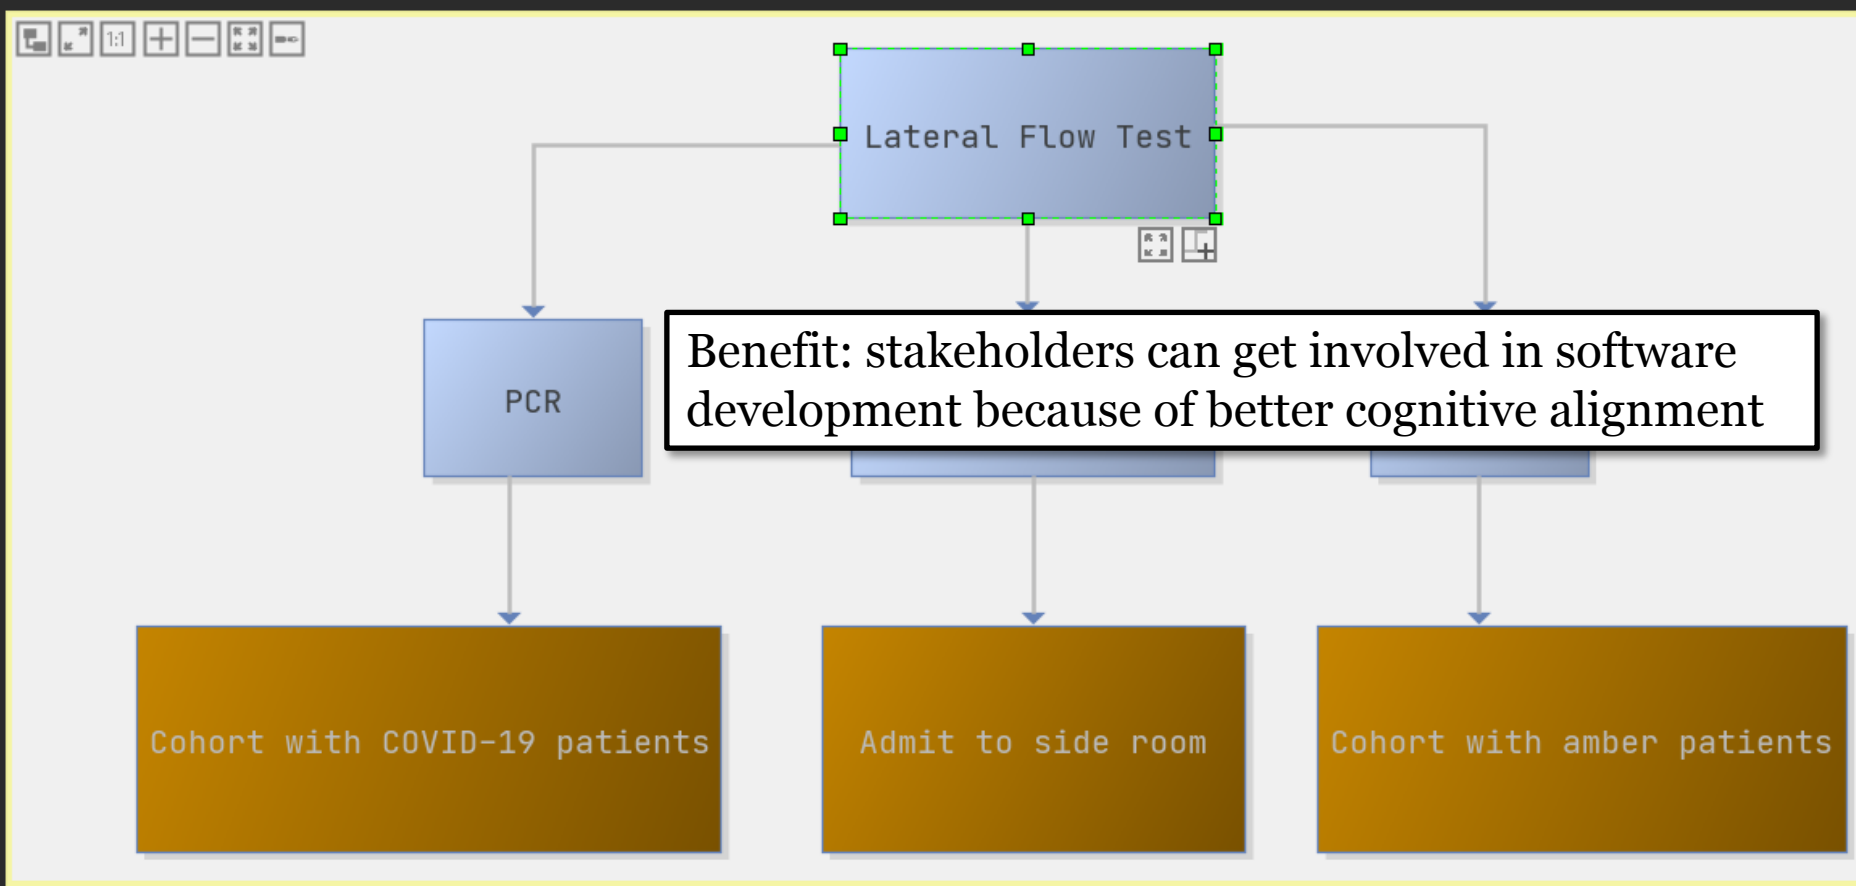 1:1
Lateral Flow Test
Benefit: stakeholders can get involved in software
development because of better cognitive alignment
PCR
Cohort with COVID-19 patients
Admit to side room
Cohort with amber patients